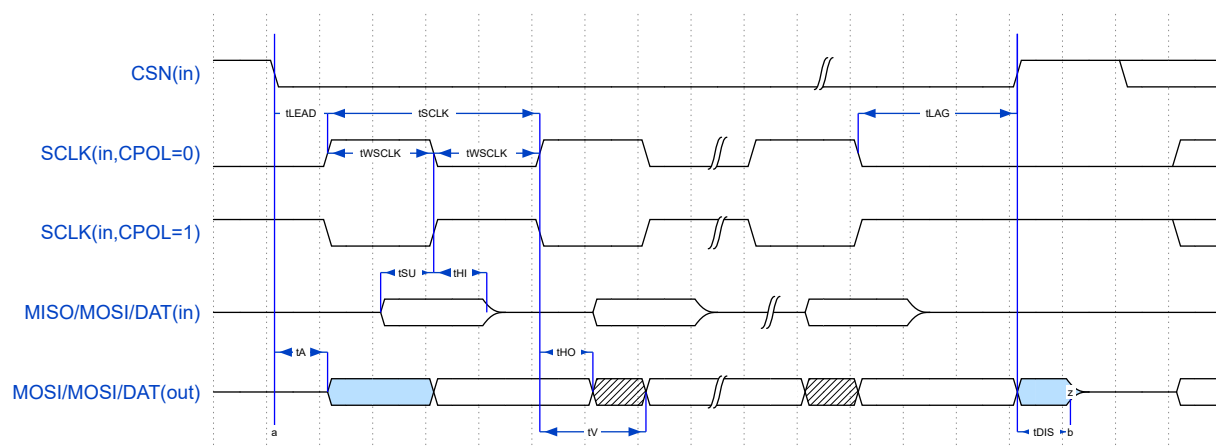 CSN(in)
tLEAD
tSCLK
tLAG
SCLK(in,CPOL=0)
tWSCLK
tWSCLK
SCLK(in,CPOL=1)
tSU
tHI
MISO/MOSI/DAT(in)
tA
tHO
MOSI/MOSI/DAT(out)
z
a
tV
tDIS
b